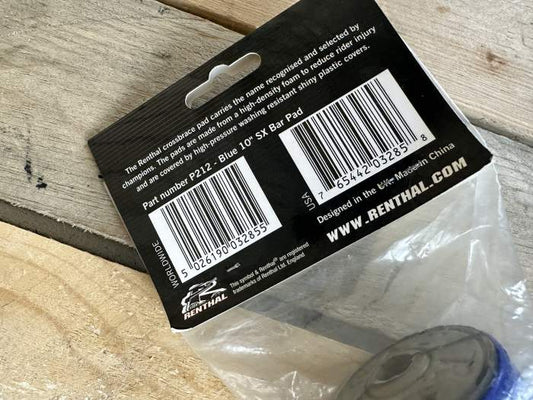 The Renthal crossbrace pad carries the name recognised and selected by
champions. The pads are made from a high-density foam to reduce rider injury
and are covered by high-pressure washing resistant shiny plastic covers.
Part number P212 - Blue 10" SX Bar Pad
WORLDWIDE
5 026190 032855
USA
7 65442 03285 8
Designed in the UK. Made in China
WWW.RENTHAL.COM
RENTHAL
This symbol & Renthal® are registered
trademarks of Renthal Ltd. England